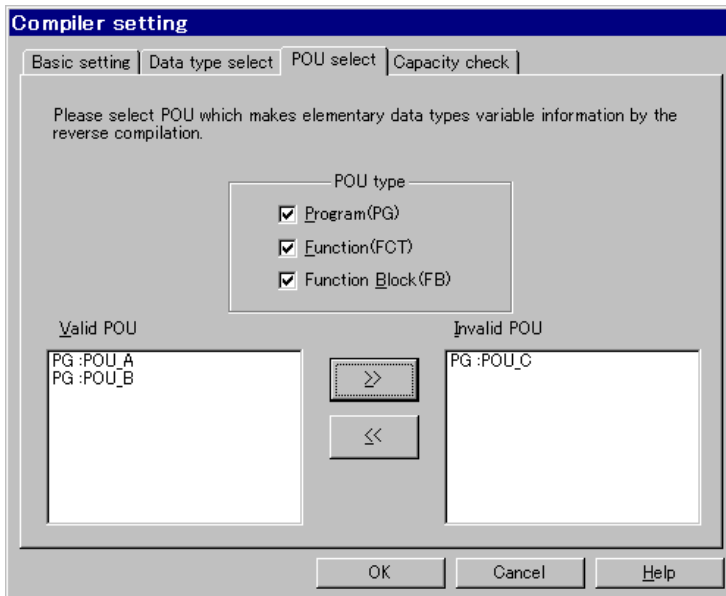 Compiler setting
Basic setting Data type select POU select Capacity check
Please select POU which makes elementary data types variable information by the
reverse compilation.
POU type
Program(PG)
Function(FCT)
Function Block(FB)
Valid POU Invalid POU
PG :POU_A PG :POU_C
PG :POU_B
>>
<<
OK Cancel Help